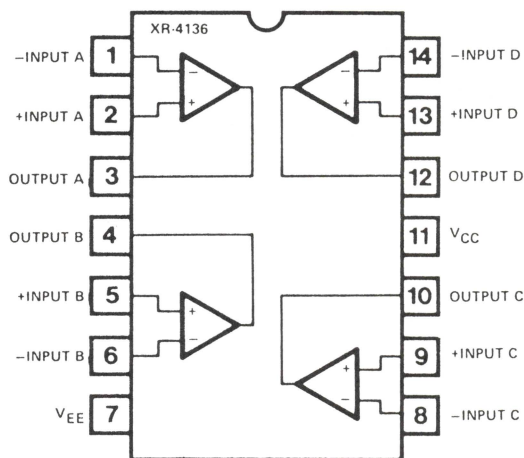 XR-4136
−INPUT A 1
+INPUT A 2
OUTPUT A 3
OUTPUT B 4
+INPUT B 5
−INPUT B 6
VEE 7
− +
+ −
− +
+ −
14 −INPUT D
13 +INPUT D
12 OUTPUT D
11 VCC
10 OUTPUT C
9 +INPUT C
8 −INPUT C